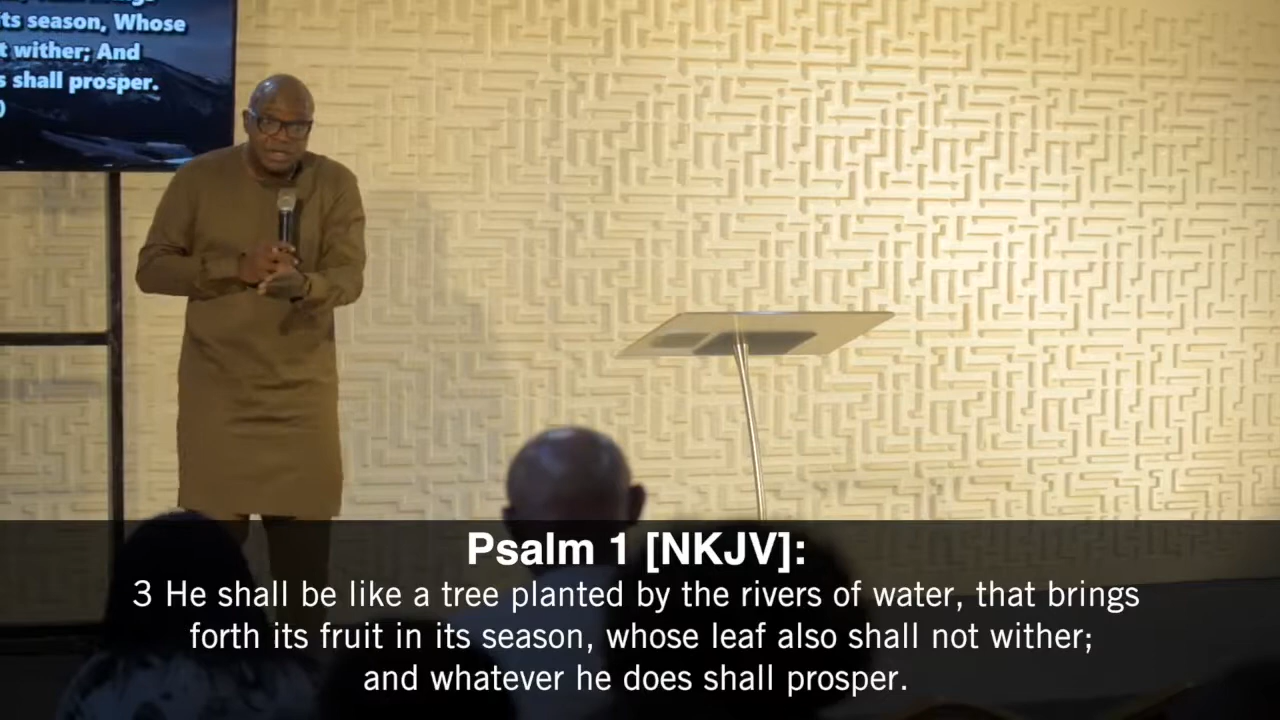 its season, Whose
wither; And
shall prosper.
Psalm 1 [NKJV]:
3 He shall be like a tree planted by the rivers of water, that brings
forth its fruit in its season, whose leaf also shall not wither;
and whatever he does shall prosper.